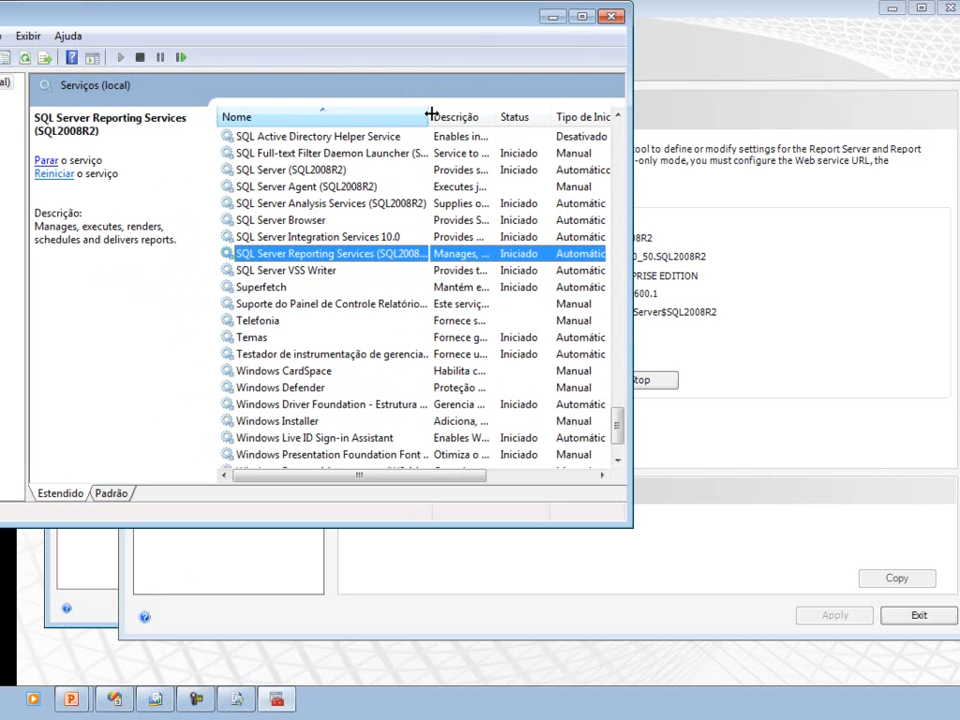 Exibir Ajuda
Serviços (local)
SQL Server Reporting Services (SQL2008R2)
Parar o serviço
Reiniciar o serviço
Descrição:
Manages, executes, renders,
schedules and delivers reports.
Nome Descrição Status Tipo de Inic
SQL Active Directory Helper Service Enables in... Desativado
SQL Full-text Filter Daemon Launcher (S... Service to ... Iniciado Manual
SQL Server (SQL2008R2) Provides s... Iniciado Automátic
SQL Server Agent (SQL2008R2) Executes j... Manual
SQL Server Analysis Services (SQL2008R2) Supplies o... Iniciado Automátic
SQL Server Browser Provides S... Iniciado Automátic
SQL Server Integration Services 10.0 Provides ... Iniciado Automátic
SQL Server Reporting Services (SQL2008... Manages, ... Iniciado Automátic
SQL Server VSS Writer Provides t... Iniciado Automátic
Superfetch Mantém e... Iniciado Automátic
Suporte do Painel de Controle Relatório... Este serviç... Manual
Telefonia Fornece s... Manual
Temas Fornece g... Iniciado Automátic
Testador de instrumentação de gerencia... Fornece u... Iniciado Automátic
Windows CardSpace Habilita c... Manual
Windows Defender Proteção ... Manual
Windows Driver Foundation - Estrutura ... Gerencia ... Iniciado Automátic
Windows Installer Adiciona, ... Manual
Windows Live ID Sign-in Assistant Enables W... Iniciado Automátic
Windows Presentation Foundation Font ... Otimiza o ... Iniciado Manual
Estendido Padrão
ool to define or modify settings for the Report Server and Report
-only mode, you must configure the Web service URL, the
8R2
0_50.SQL2008R2
PRISE EDITION
600.1
Server$SQL2008R2
Stop
Copy
Apply Exit